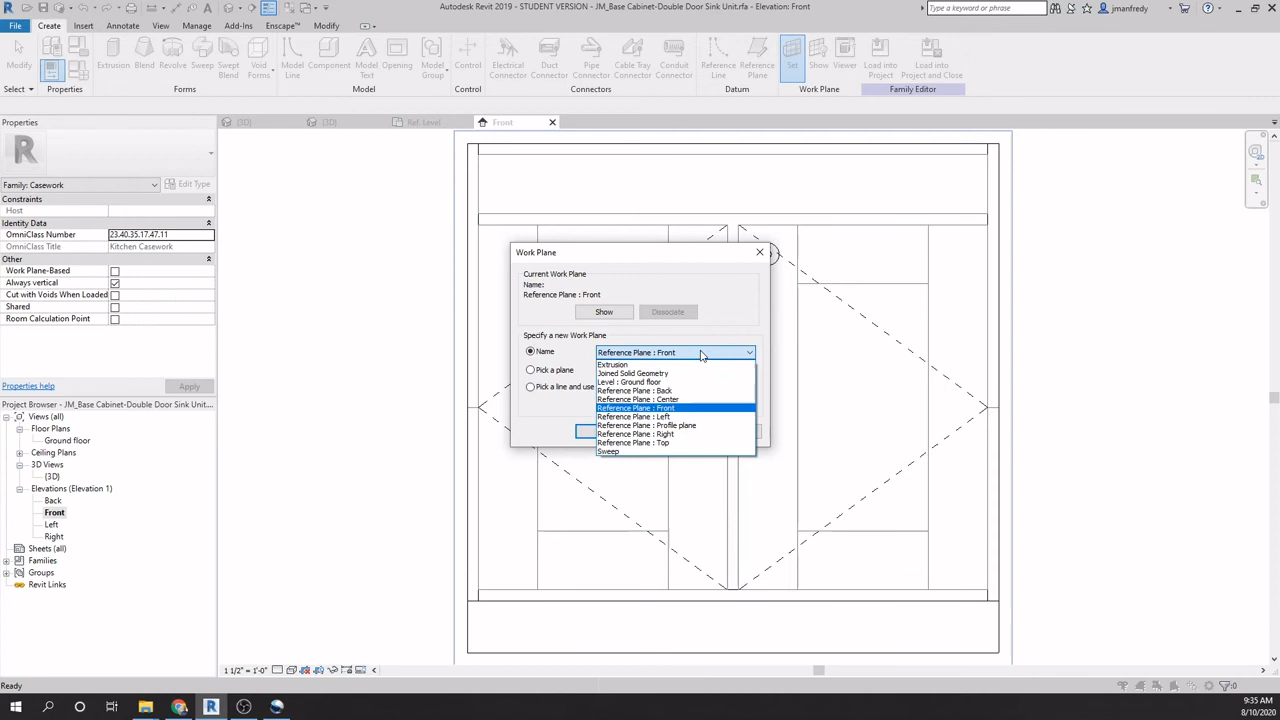 Autodesk Revit 2019 - STUDENT VERSION - JM_Base Cabinet-Double Door Sink Unit.rfa - Elevation: Front
Type a keyword or phrase
jmanfredy
File
Create
Insert
Annotate
View
Manage
Add-Ins
Enscape™
Modify
Modify
Extrusion
Blend
Revolve
Sweep
Swept
Blend
Void
Forms
Model
Line
Component
Model
Text
Opening
Model
Group
Control
Electrical
Connector
Duct
Connector
Pipe
Connector
Cable Tray
Connector
Conduit
Connector
Reference
Line
Reference
Plane
Set
Show
Viewer
Load into
Project
Load into
Project and Close
Select
Properties
Forms
Model
Control
Connectors
Datum
Work Plane
Family Editor
Properties
{3D}
{3D}
Ref. Level
Front
R
Family: Casework
Edit Type
Constraints
Host
Identity Data
OmniClass Number 23.40.35.17.47.11
OmniClass Title Kitchen Casework
Other
Work Plane-Based
Always vertical
Cut with Voids When Loaded
Shared
Room Calculation Point
Properties help
Apply
Project Browser - JM_Base Cabinet-Double Door Sink Unit....
Views (all)
Floor Plans
Ground floor
Ceiling Plans
3D Views
{3D}
Elevations (Elevation 1)
Back
Front
Left
Right
Sheets (all)
Families
Groups
Revit Links
Work Plane
Current Work Plane
Name:
Reference Plane : Front
Show
Dissociate
Specify a new Work Plane
Name
Reference Plane : Front
Pick a plane
Pick a line and use
Extrusion
Joined Solid Geometry
Level : Ground floor
Reference Plane : Back
Reference Plane : Center
Reference Plane : Front
Reference Plane : Left
Reference Plane : Profile plane
Reference Plane : Right
Reference Plane : Top
Sweep
1 1/2" = 1'-0"
Ready
:0
9:35 AM
8/10/2020